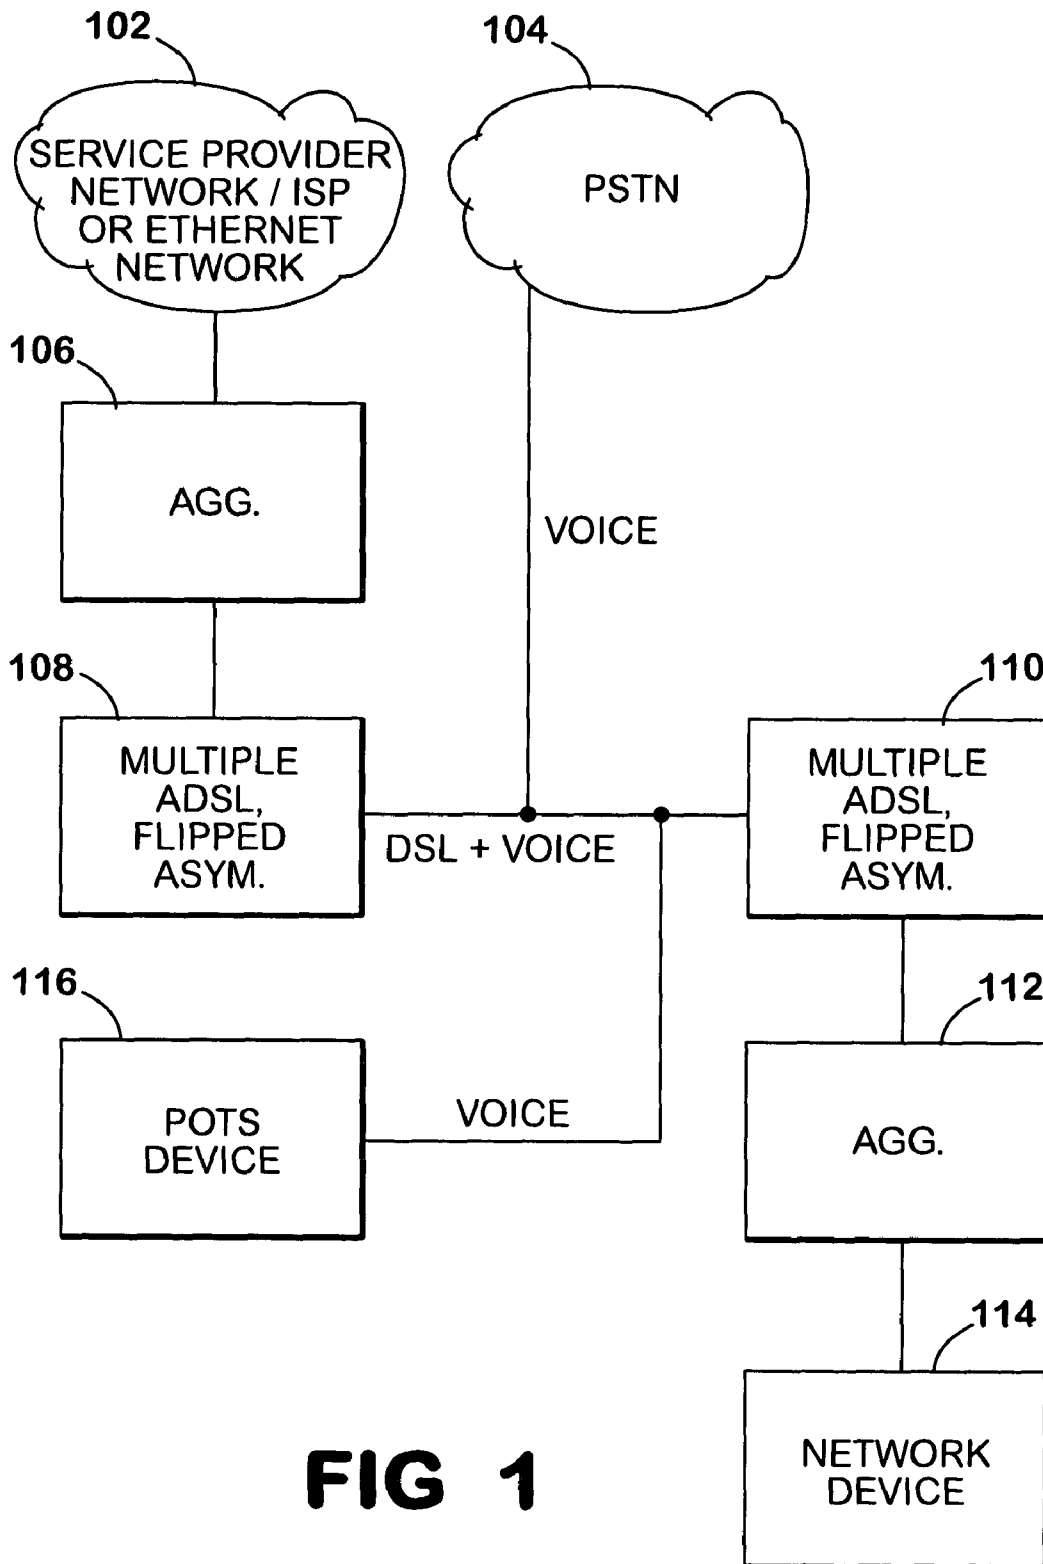 102
104
SERVICE PROVIDER
NETWORK / ISP
OR ETHERNET
NETWORK
PSTN
106
AGG.
VOICE
108
110
MULTIPLE
ADSL,
FLIPPED
ASYM.
DSL + VOICE
MULTIPLE
ADSL,
FLIPPED
ASYM.
116
112
POTS
DEVICE
VOICE
AGG.
114
NETWORK
DEVICE
FIG 1